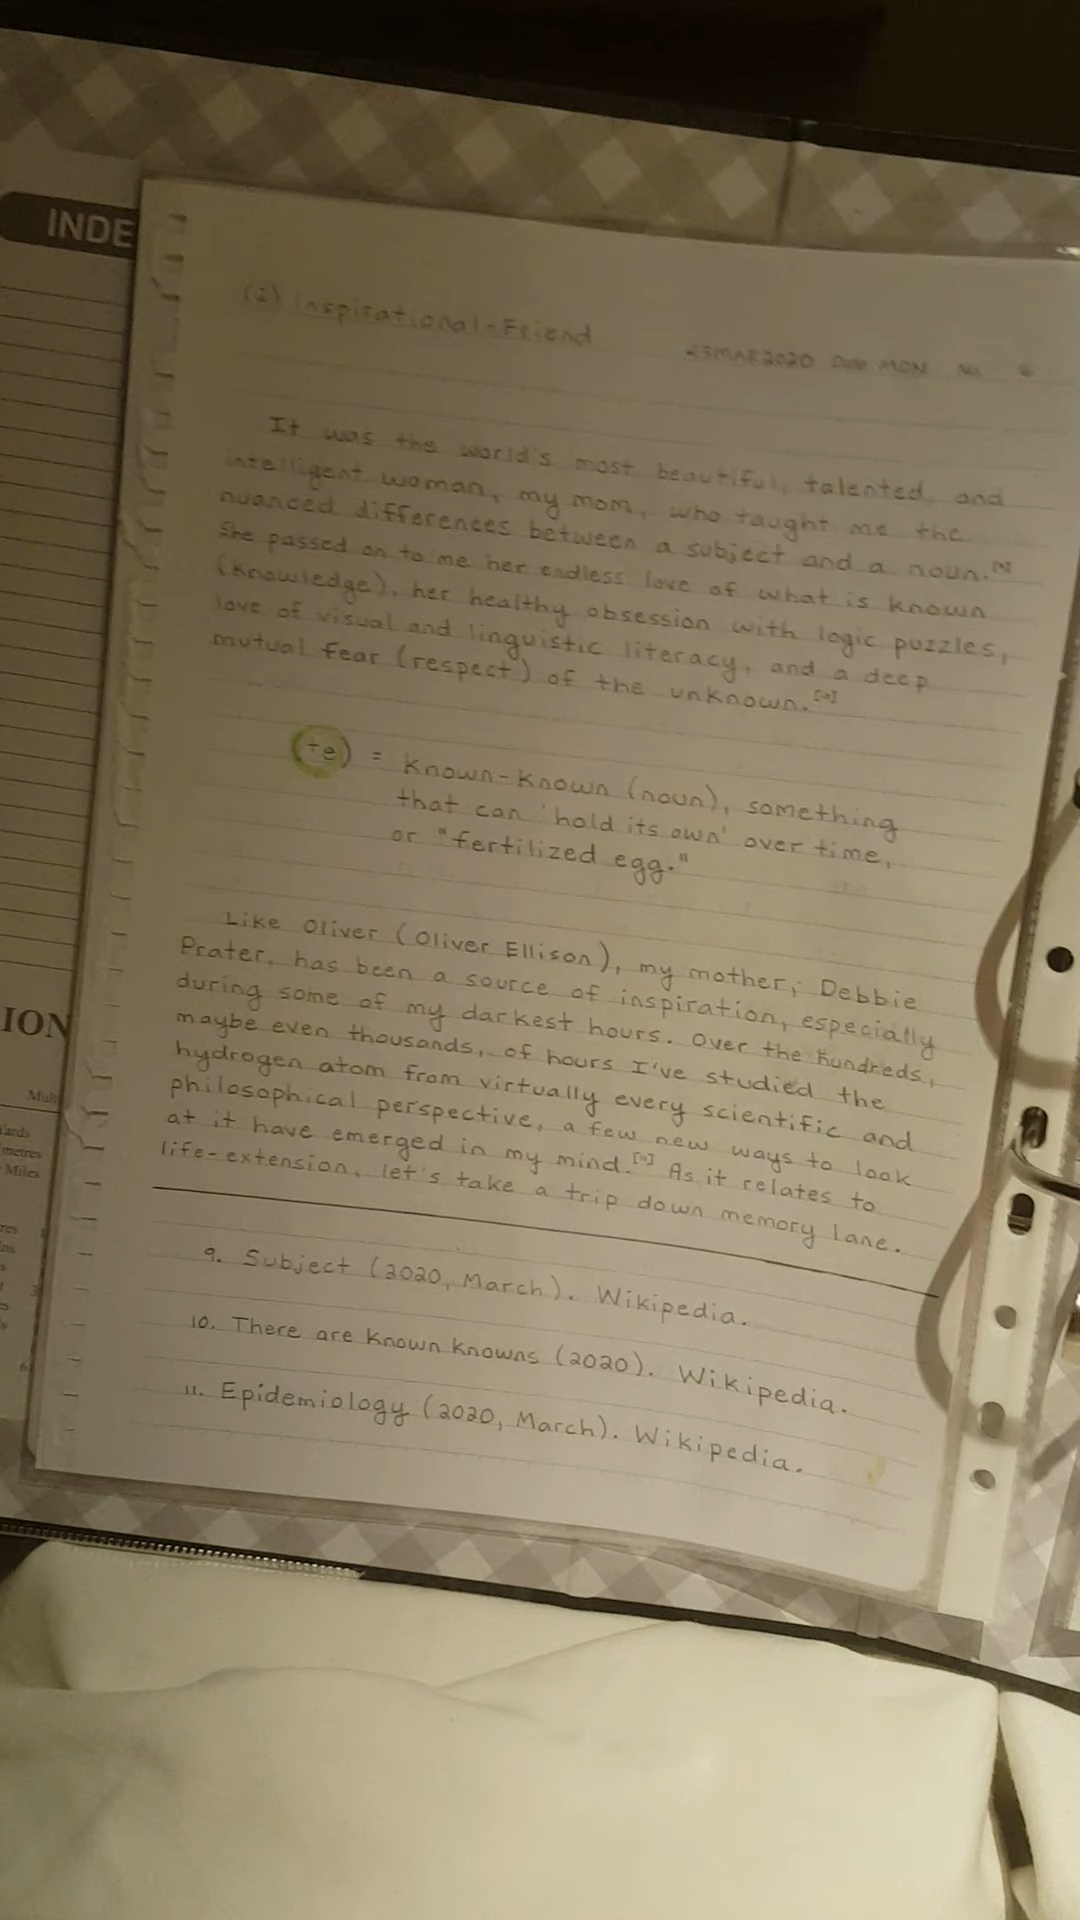 INDE
(2) Inspirational-Friend
23MAR2020 Date MON No. 6
It was the world's most beautiful, talented, and
intelligent woman, my mom, who taught me the
nuanced differences between a subject and a noun.[9]
She passed on to me her endless love of what is known
(knowledge), her healthy obsession with logic puzzles,
love of visual and linguistic literacy, and a deep
mutual fear (respect) of the unknown.[10]
(te) = Known-Known (noun), something
that can 'hold its own' over time,
or "fertilized egg."
Like Oliver (Oliver Ellison), my mother, Debbie
Prater, has been a source of inspiration, especially
during some of my darkest hours. Over the hundreds,
maybe even thousands, of hours I've studied the
hydrogen atom from virtually every scientific and
philosophical perspective, a few new ways to look
at it have emerged in my mind.[11] As it relates to
life-extension, let's take a trip down memory lane.
9. Subject (2020, March). Wikipedia.
10. There are Known Knowns (2020). Wikipedia.
11. Epidemiology (2020, March). Wikipedia.
ION
Mul
metres
Miles